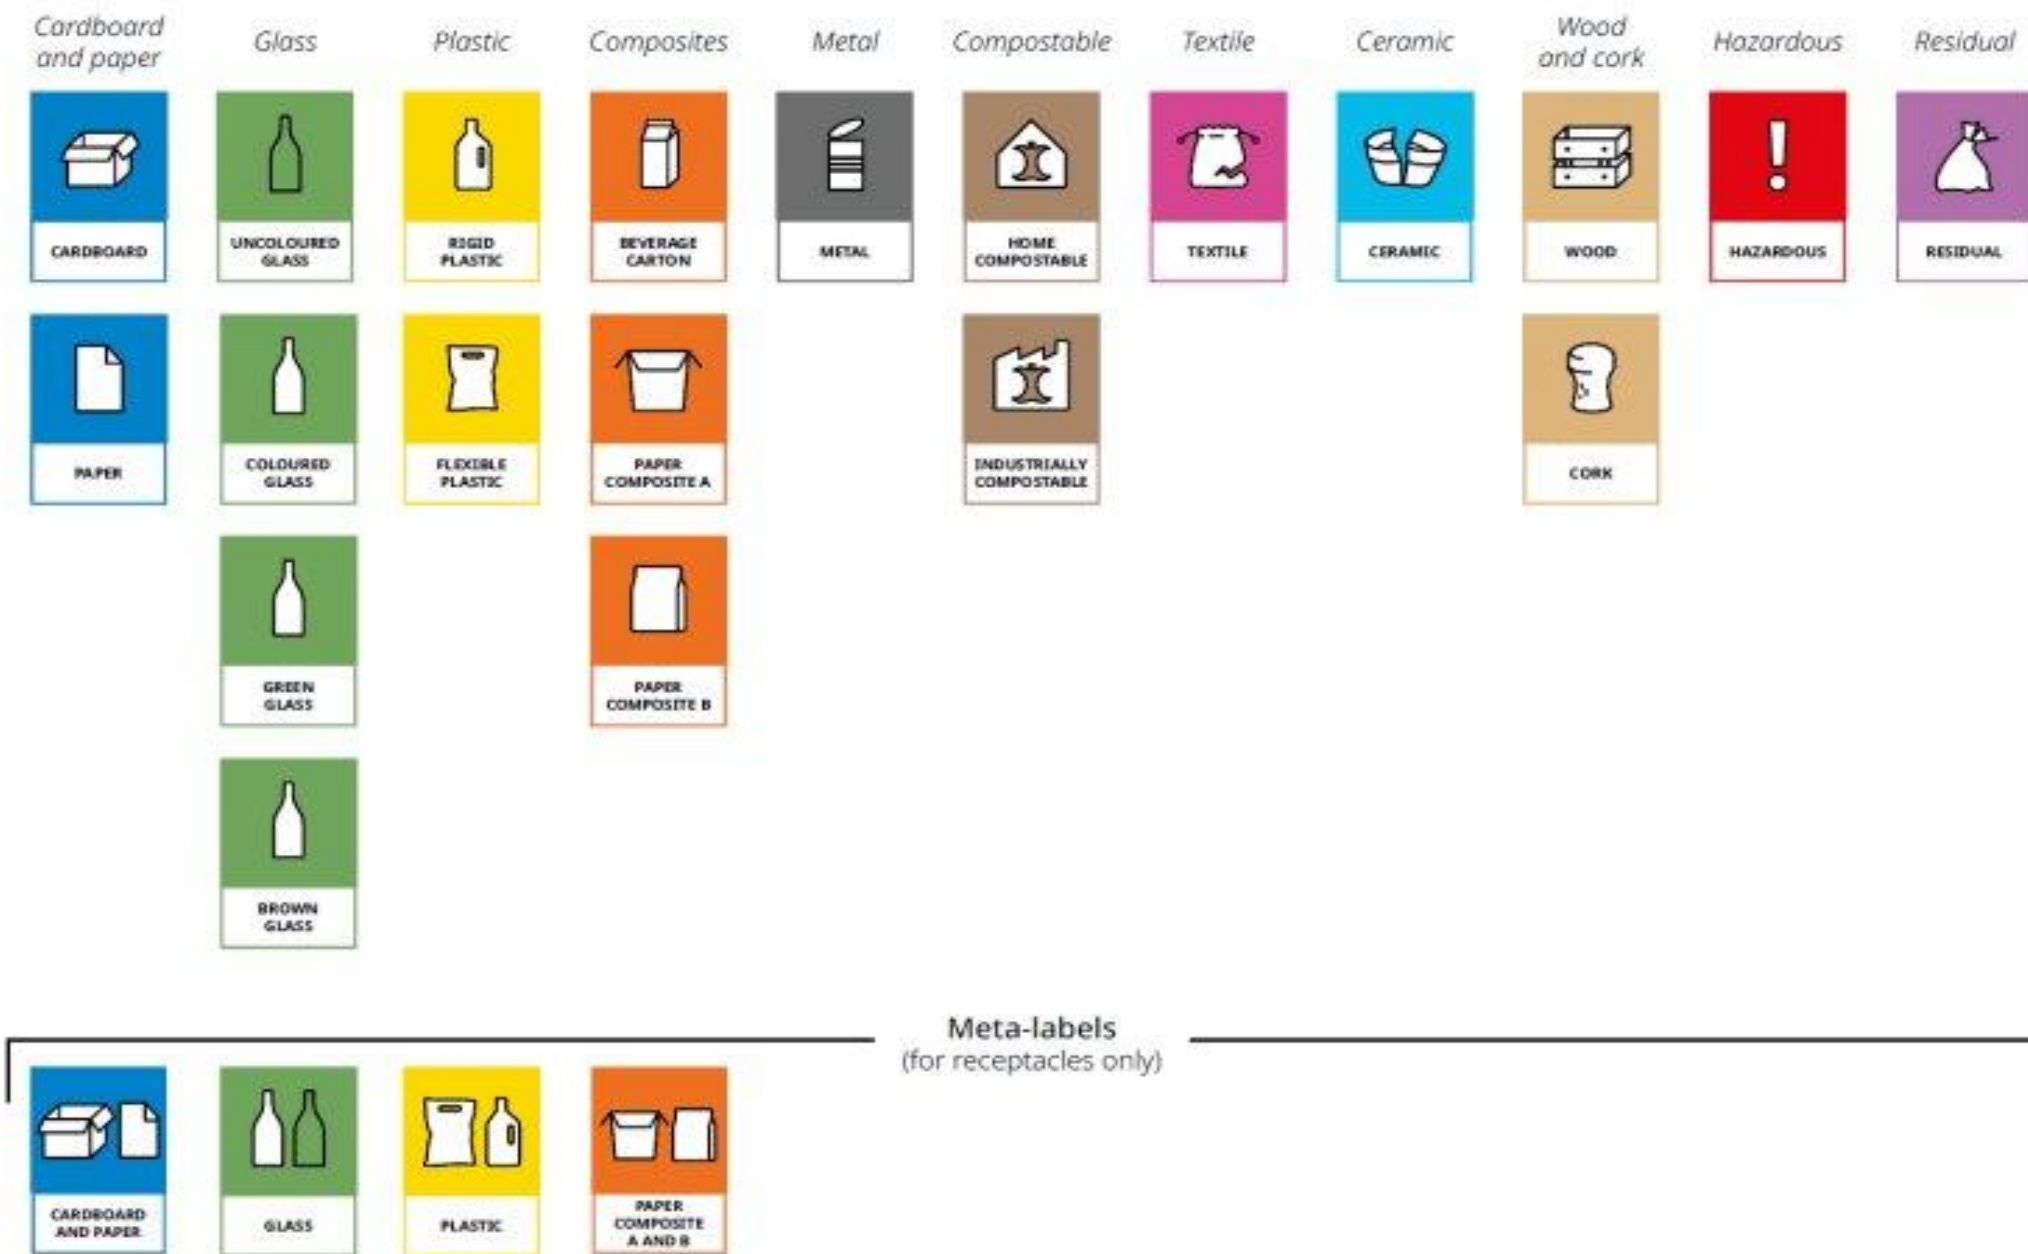 Cardboard
and paper
Glass
Plastic
Composites
Metal
Compostable
Textile
Ceramic
Wood
and cork
Hazardous
Residual
CARDBOARD
UNCOLOURED
GLASS
RIGID
PLASTIC
BEVERAGE
CARTON
METAL
HOME
COMPOSTABLE
TEXTILE
CERAMIC
WOOD
HAZARDOUS
RESIDUAL
PAPER
COLOURED
GLASS
FLEXIBLE
PLASTIC
PAPER
COMPOSITE A
INDUSTRIALLY
COMPOSTABLE
CORK
GREEN
GLASS
PAPER
COMPOSITE B
BROWN
GLASS
Meta-labels
(for receptacles only)
CARDBOARD
AND PAPER
GLASS
PLASTIC
PAPER
COMPOSITE
A AND B